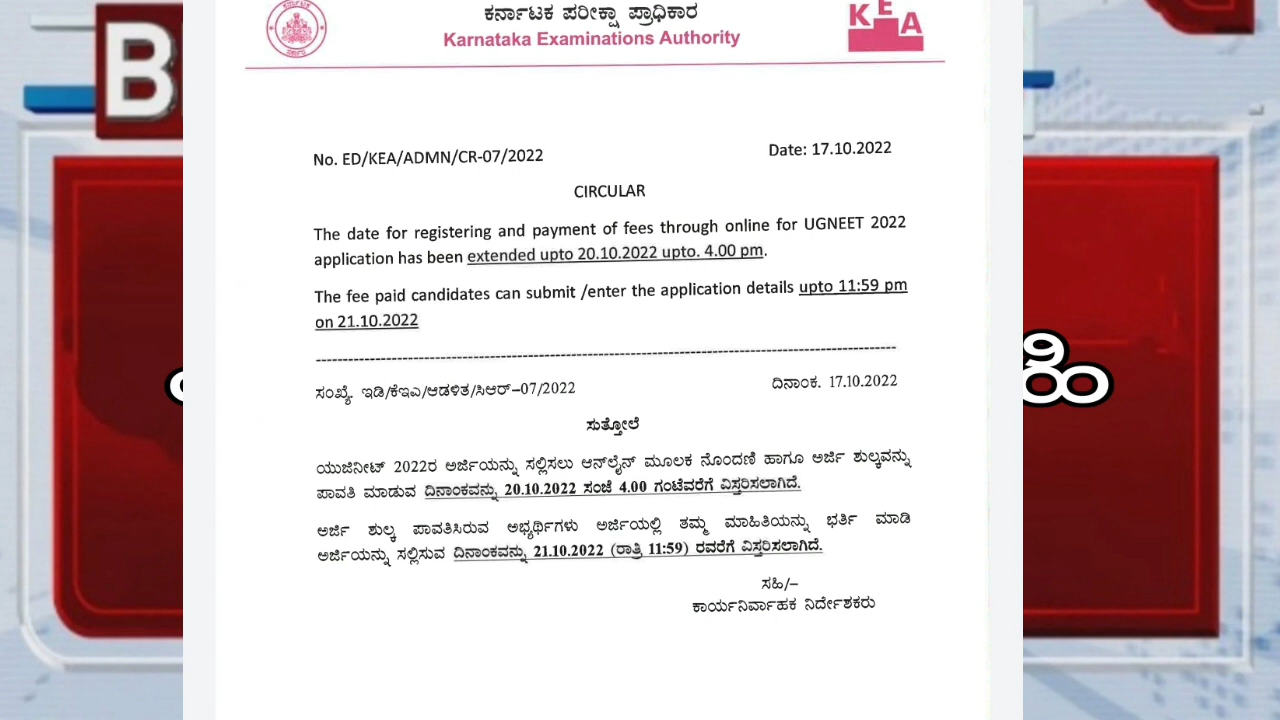 B
ಕರ್ನಾಟಕ ಪರೀಕ್ಷಾ ಪ್ರಾಧಿಕಾರ
Karnataka Examinations Authority
KEA
No. ED/KEA/ADMN/CR-07/2022
Date: 17.10.2022
CIRCULAR
The date for registering and payment of fees through online for UGNEET 2022
application has been extended upto 20.10.2022 upto. 4.00 pm.
The fee paid candidates can submit /enter the application details upto 11:59 pm
on 21.10.2022
ಸಂಖ್ಯೆ. ಇಡಿ/ಕೆಇಎ/ಆಡಳಿತ/ಸಿಆರ್-07/2022
ದಿನಾಂಕ. 17.10.2022
ಸುತ್ತೋಲೆ
ಯುಜಿನೀಟ್ 2022ರ ಅರ್ಜಿಯನ್ನು ಸಲ್ಲಿಸಲು ಆನ್‌ಲೈನ್ ಮೂಲಕ ನೊಂದಣಿ ಹಾಗೂ ಅರ್ಜಿ ಶುಲ್ಕವನ್ನು
ಪಾವತಿ ಮಾಡುವ ದಿನಾಂಕವನ್ನು 20.10.2022 ಸಂಜೆ 4.00 ಗಂಟೆವರೆಗೆ ವಿಸ್ತರಿಸಲಾಗಿದೆ.
ಅರ್ಜಿ ಶುಲ್ಕ ಪಾವತಿಸಿರುವ ಅಭ್ಯರ್ಥಿಗಳು ಅರ್ಜಿಯಲ್ಲಿ ತಮ್ಮ ಮಾಹಿತಿಯನ್ನು ಭರ್ತಿ ಮಾಡಿ
ಅರ್ಜಿಯನ್ನು ಸಲ್ಲಿಸುವ ದಿನಾಂಕವನ್ನು 21.10.2022 (ರಾತ್ರಿ 11:59) ರವರೆಗೆ ವಿಸ್ತರಿಸಲಾಗಿದೆ.
ಸಹಿ/-
ಕಾರ್ಯನಿರ್ವಾಹಕ ನಿರ್ದೇಶಕರು